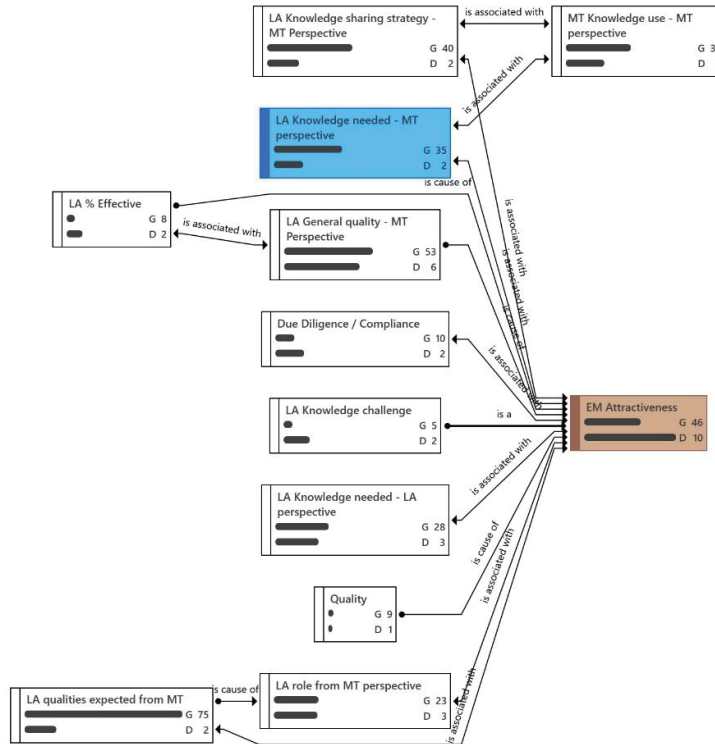 LA Knowledge sharing strategy -
MT Perspective
G 40
D 2
is associated with
MT Knowledge use - MT
perspective
G 3
D
is associated with
LA Knowledge needed - MT
perspective
G 35
D 2
is cause of
LA % Effective
G 8
D 2
is associated with
LA General quality - MT
Perspective
G 53
D 6
is associated with
is associated with
is cause of
Due Diligence / Compliance
G 10
D 2
is associated with
LA Knowledge challenge
G 5
D 2
is a
EM Attractiveness
G 46
D 10
is associated with
LA Knowledge needed - LA
perspective
G 28
D 3
is cause of
is associated with
Quality
G 9
D 1
LA qualities expected from MT
G 75
D 2
is cause of
LA role from MT perspective
G 23
D 3
is associated with